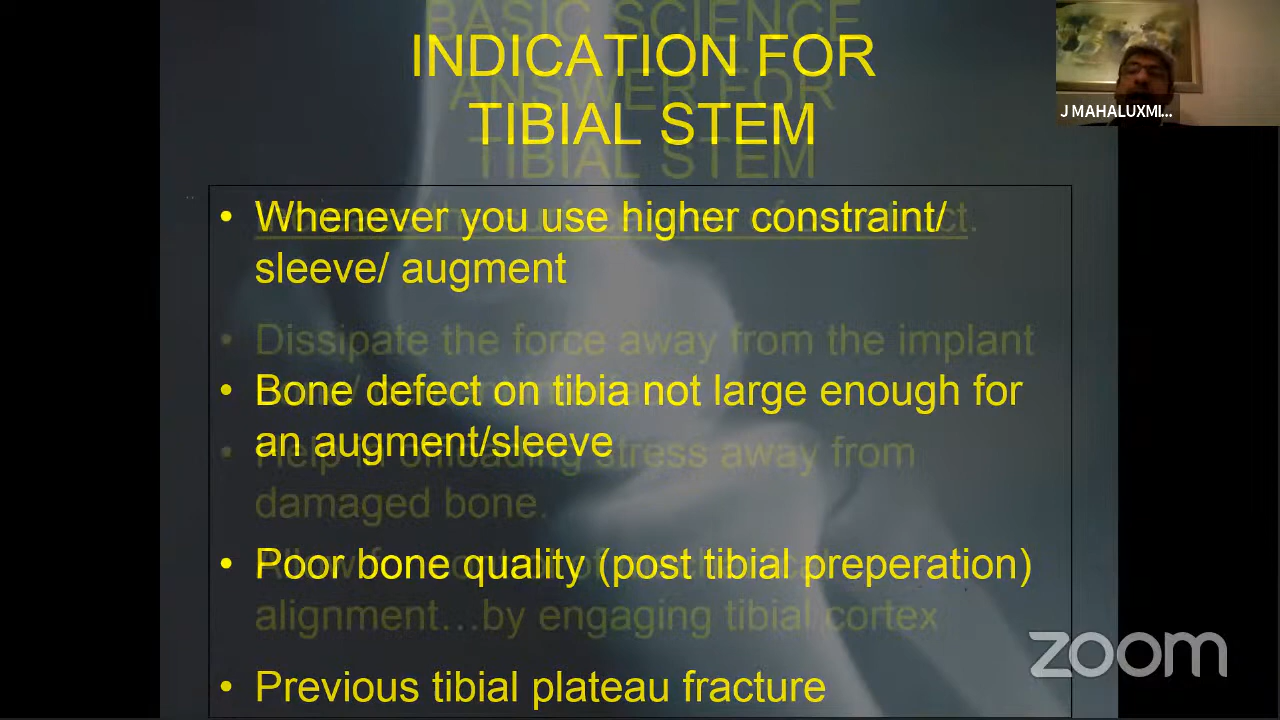 BASIC SCIENCE
INDICATION FOR
ANSWER FOR
TIBIAL STEM
TIBIAL STEM
J MAHALUXMI...
• Whenever you use higher constraint/
sleeve/ augment
• Dissipate the force away from the implant
• Bone defect on tibia not large enough for
an augment/sleeve
• Help in offloading stress away from
damaged bone.
• Poor bone quality (post tibial preperation)
alignment...by engaging tibial cortex
• Previous tibial plateau fracture
zoom